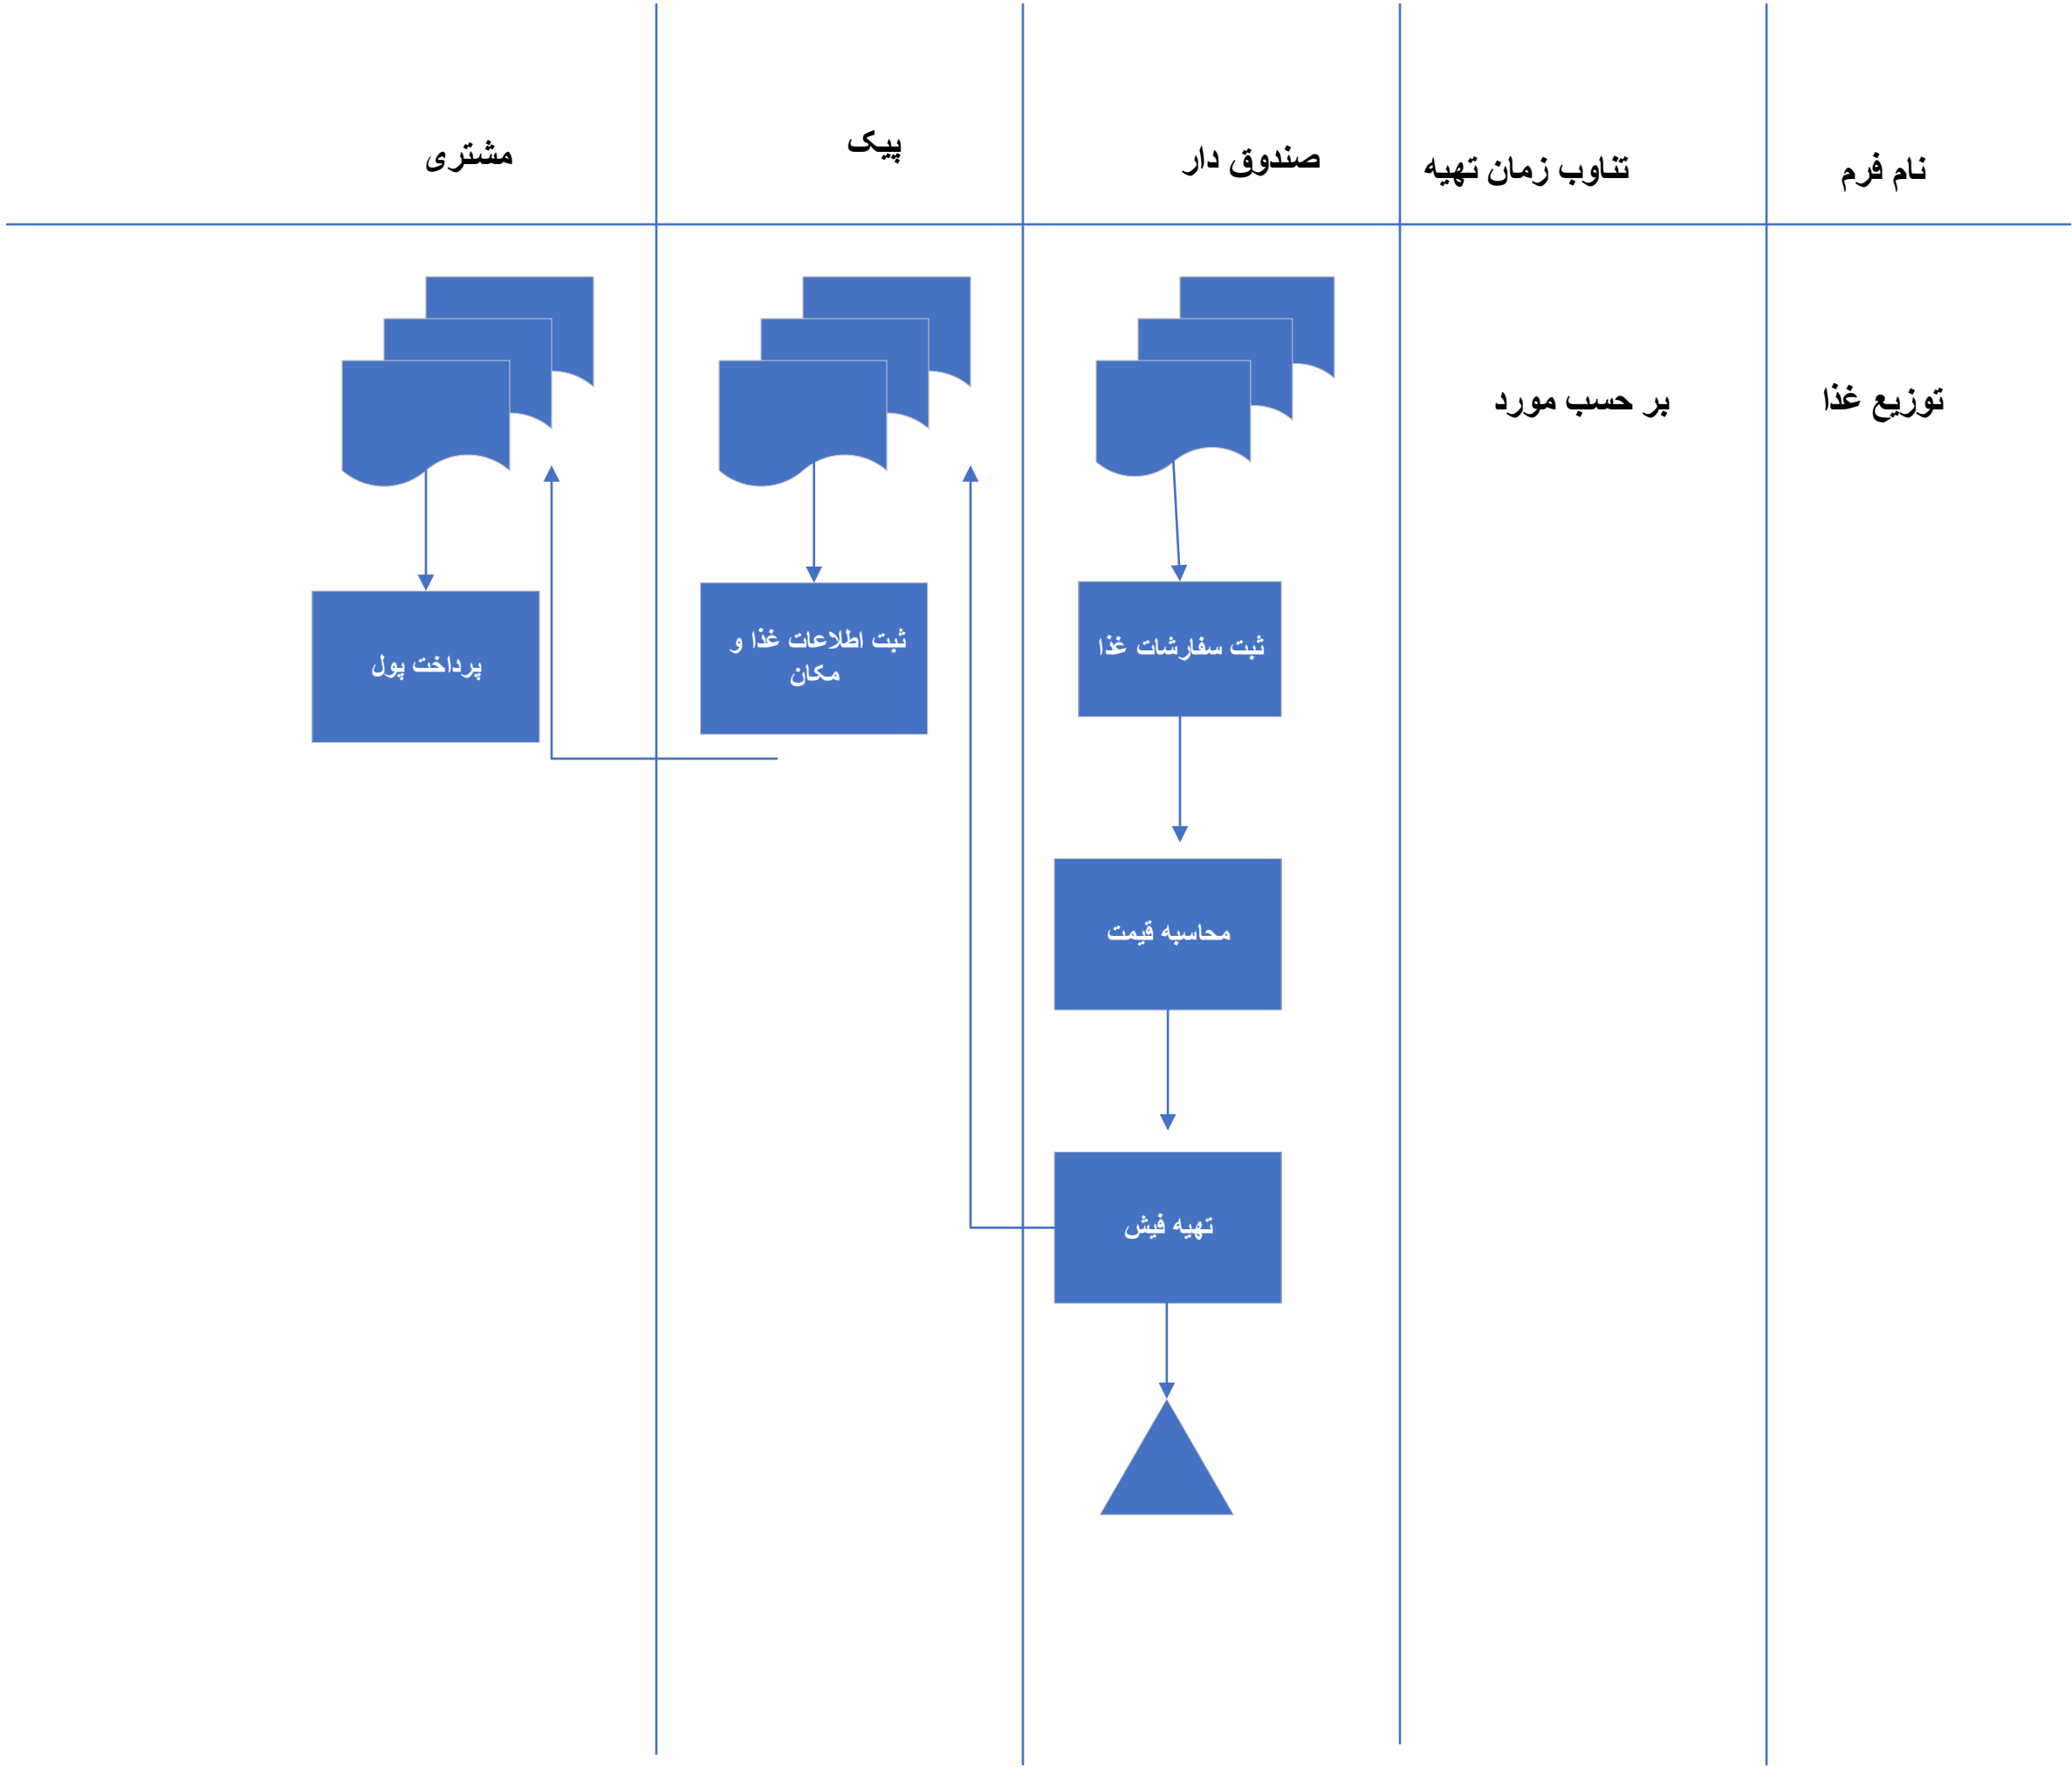 نام فرم
تناوب زمان تهیه
صندوق دار
پیک
مشتری
توزیع غذا
بر حسب مورد
ثبت سفارشات غذا
ثبت اطلاعات غذا و
مکان
پرداخت پول
محاسبه قیمت
تهیه فیش